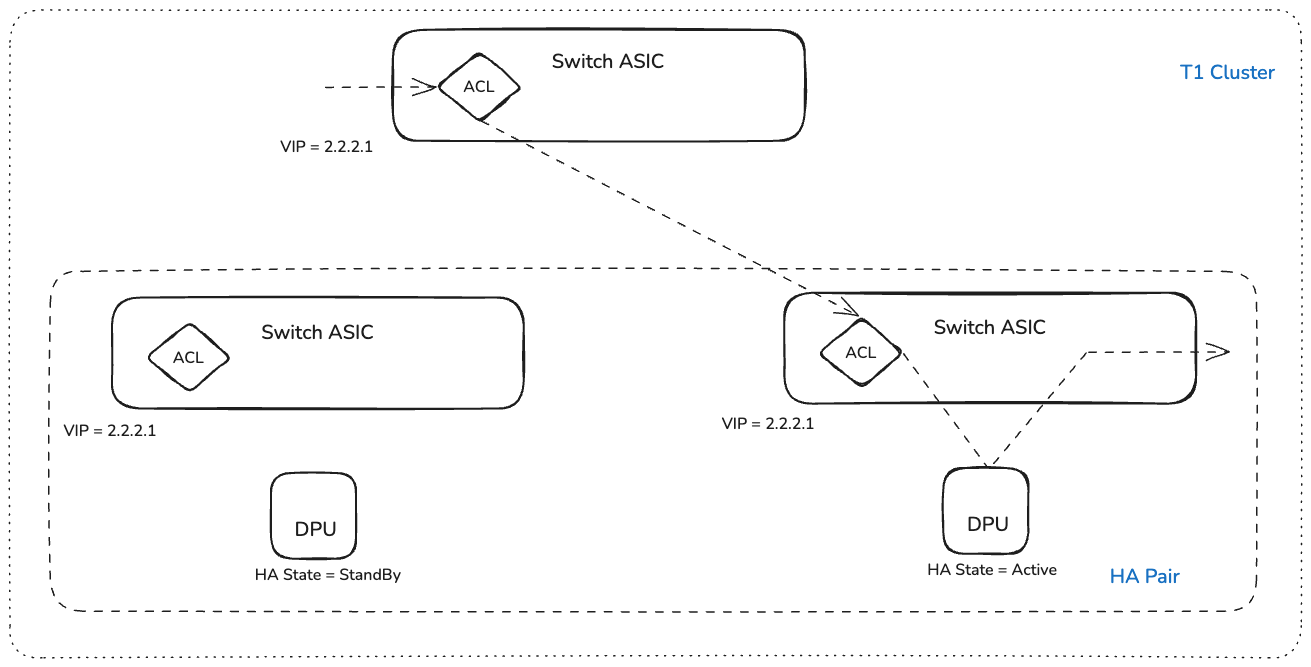 Switch ASIC
T1 Cluster
ACL
VIP = 2.2.2.1
Switch ASIC
ACL
VIP = 2.2.2.1
DPU
HA State = StandBy
Switch ASIC
ACL
VIP = 2.2.2.1
DPU
HA State = Active
HA Pair